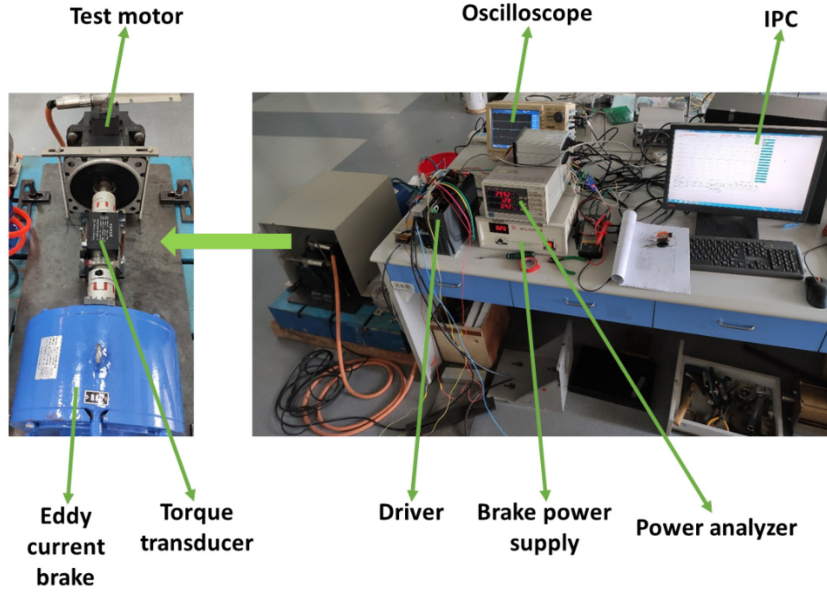 Test motor
Oscilloscope
IPC
Eddy
current
brake
Torque
transducer
Driver
Brake power
supply
Power analyzer